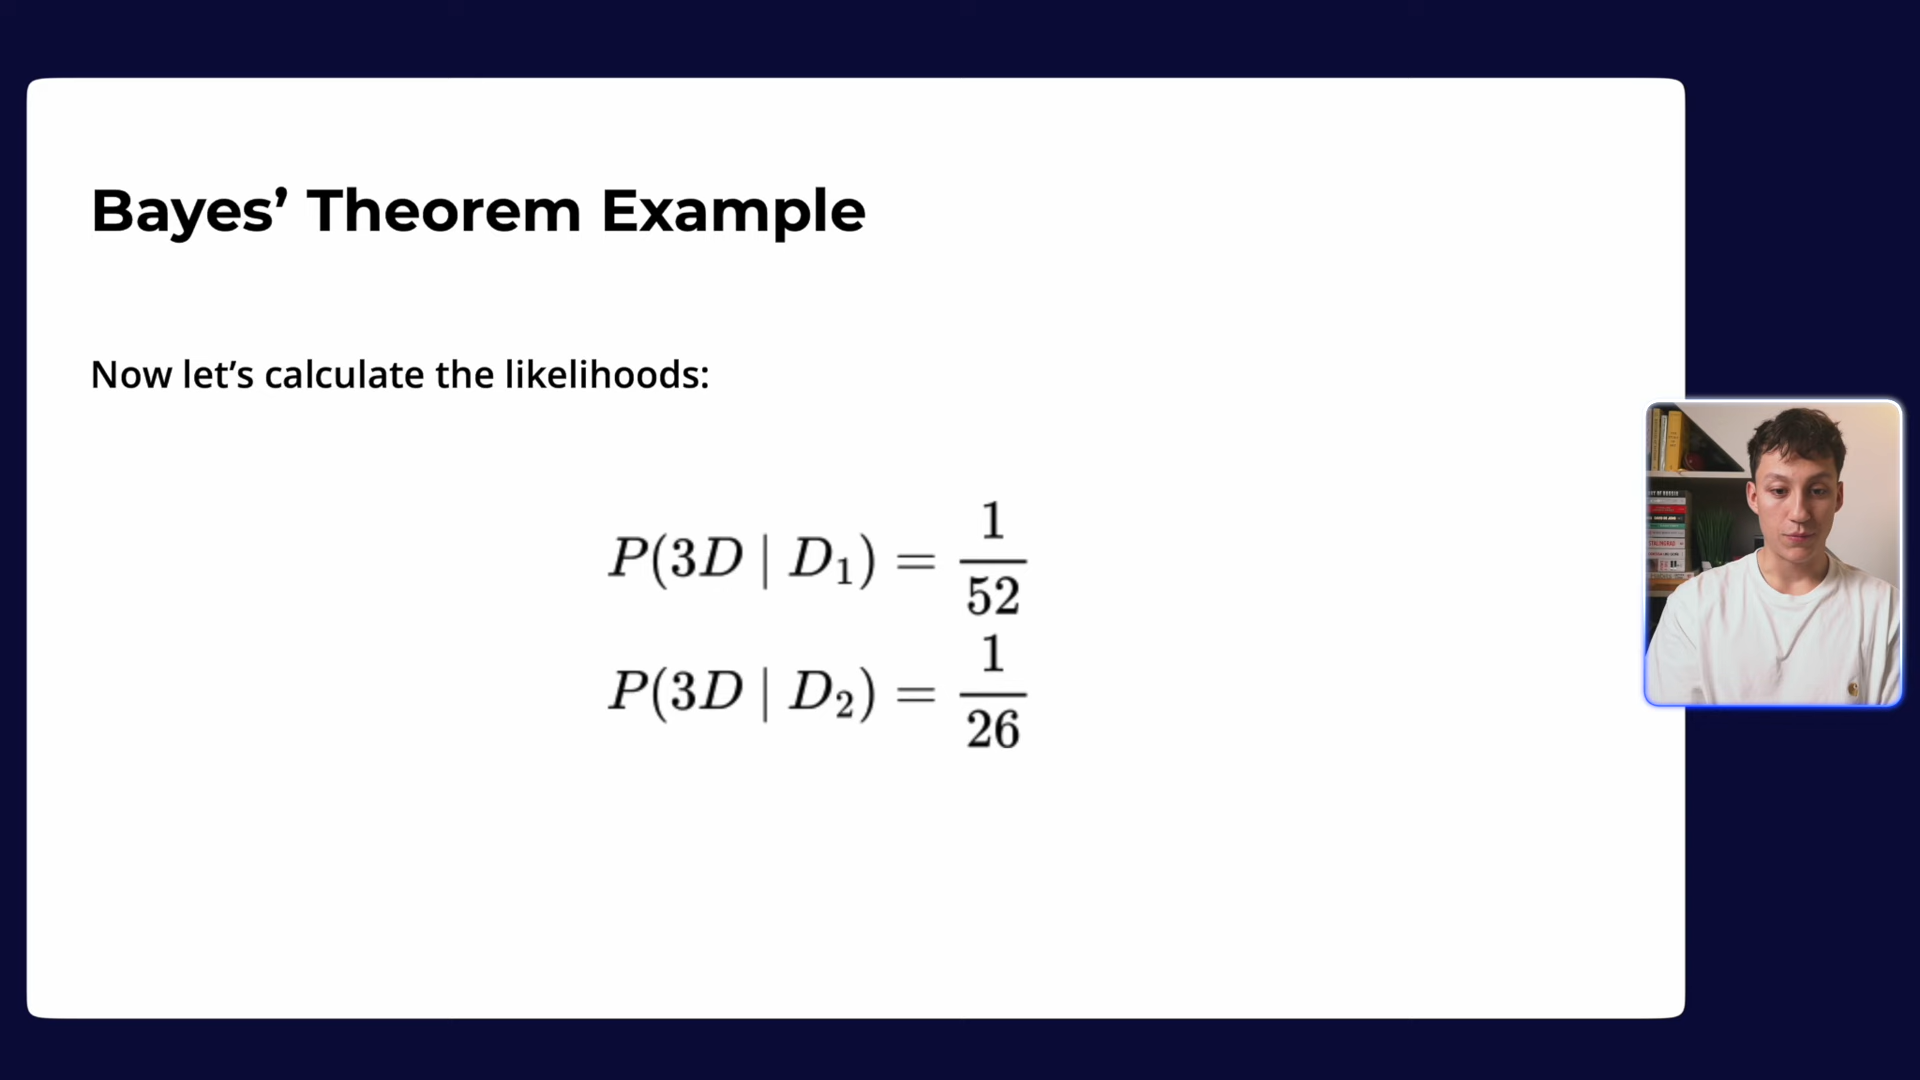 Bayes’ Theorem Example
Now let’s calculate the likelihoods:
P(3D | D₁) = 1/52
P(3D | D₂) = 1/26